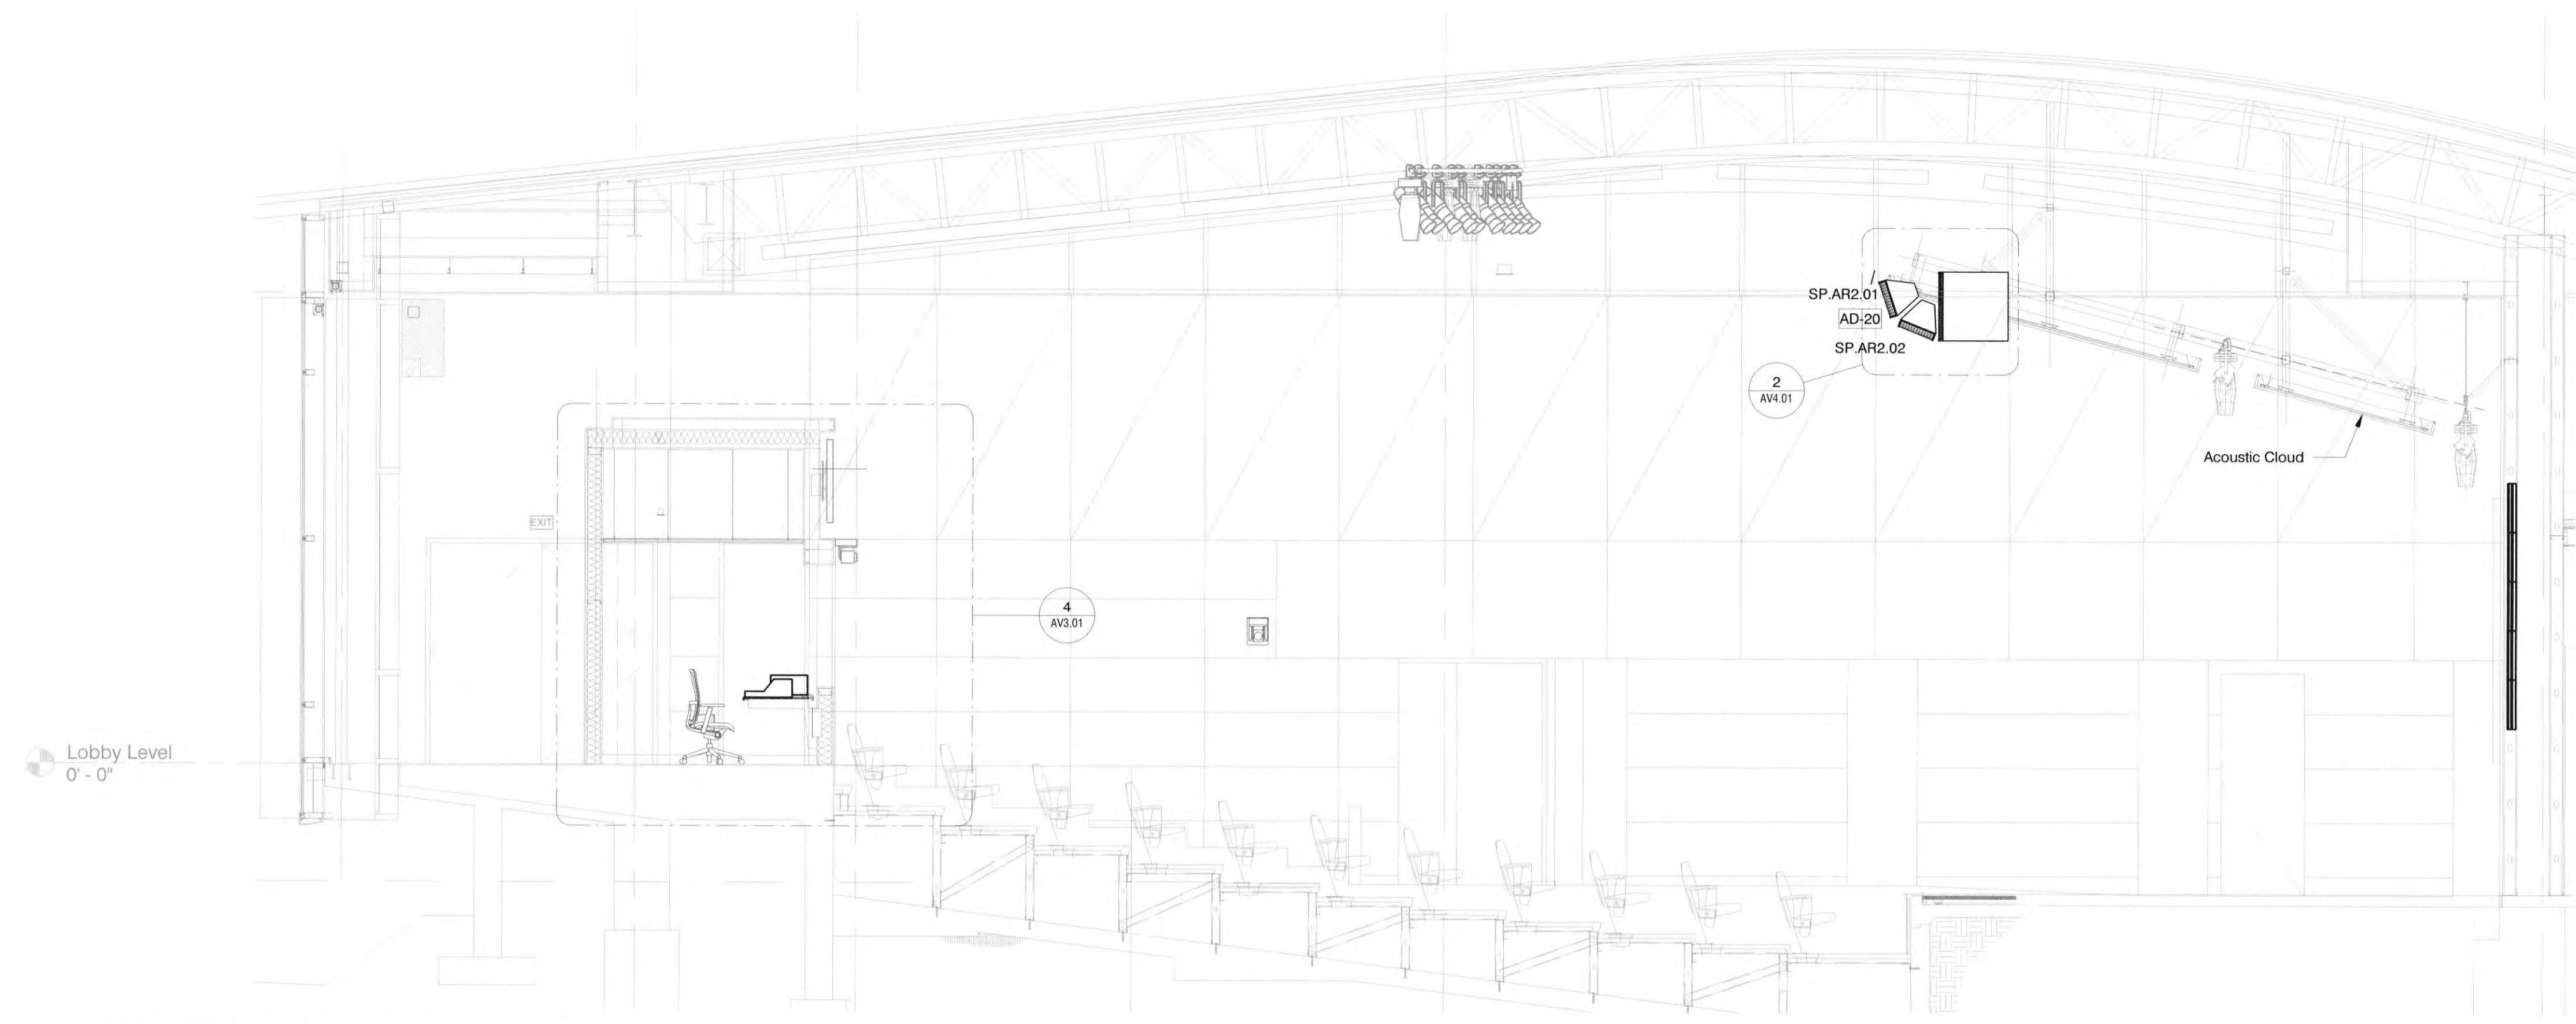 SP.AR2.01
AD-20
SP.AR2.02
2
AV4.01
Acoustic Cloud
EXIT
4
AV3.01
Lobby Level
0' - 0"